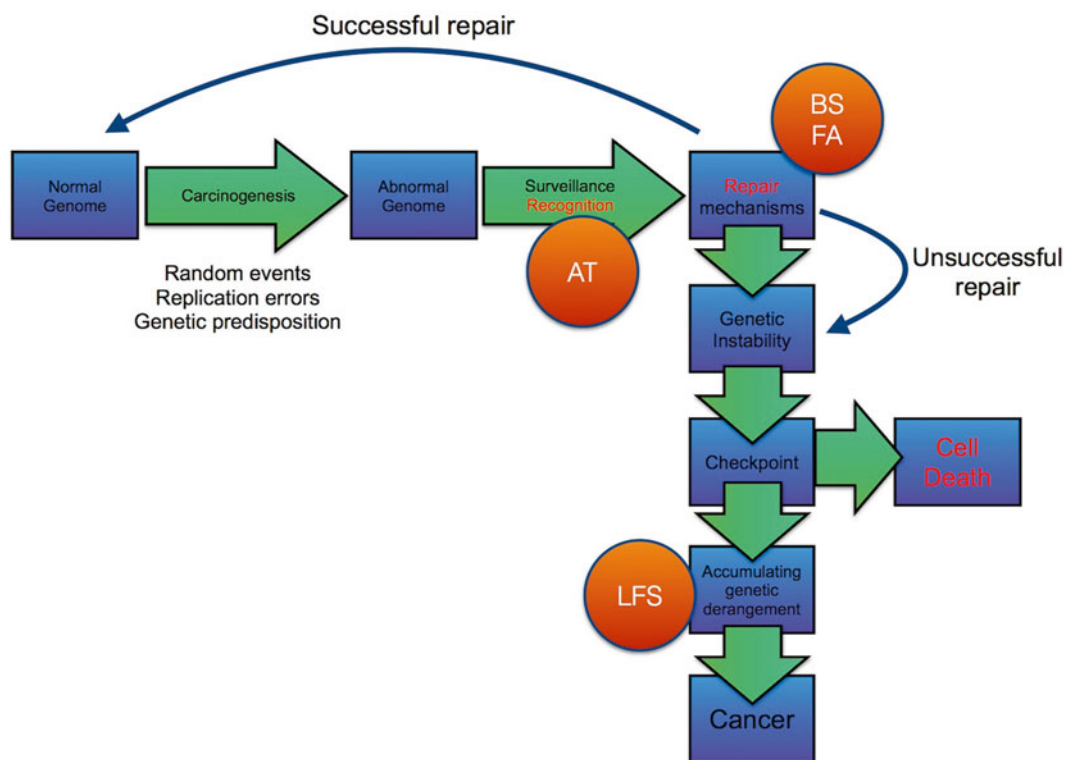 Successful repair
BS
FA
Normal
Genome
Carcinogenesis
Abnormal
Genome
Surveillance
Recognition
Repair
mechanisms
AT
Random events
Replication errors
Genetic predisposition
Unsuccessful
repair
Genetic
Instability
Checkpoint
Cell
Death
LFS
Accumulating
genetic
derangement
Cancer